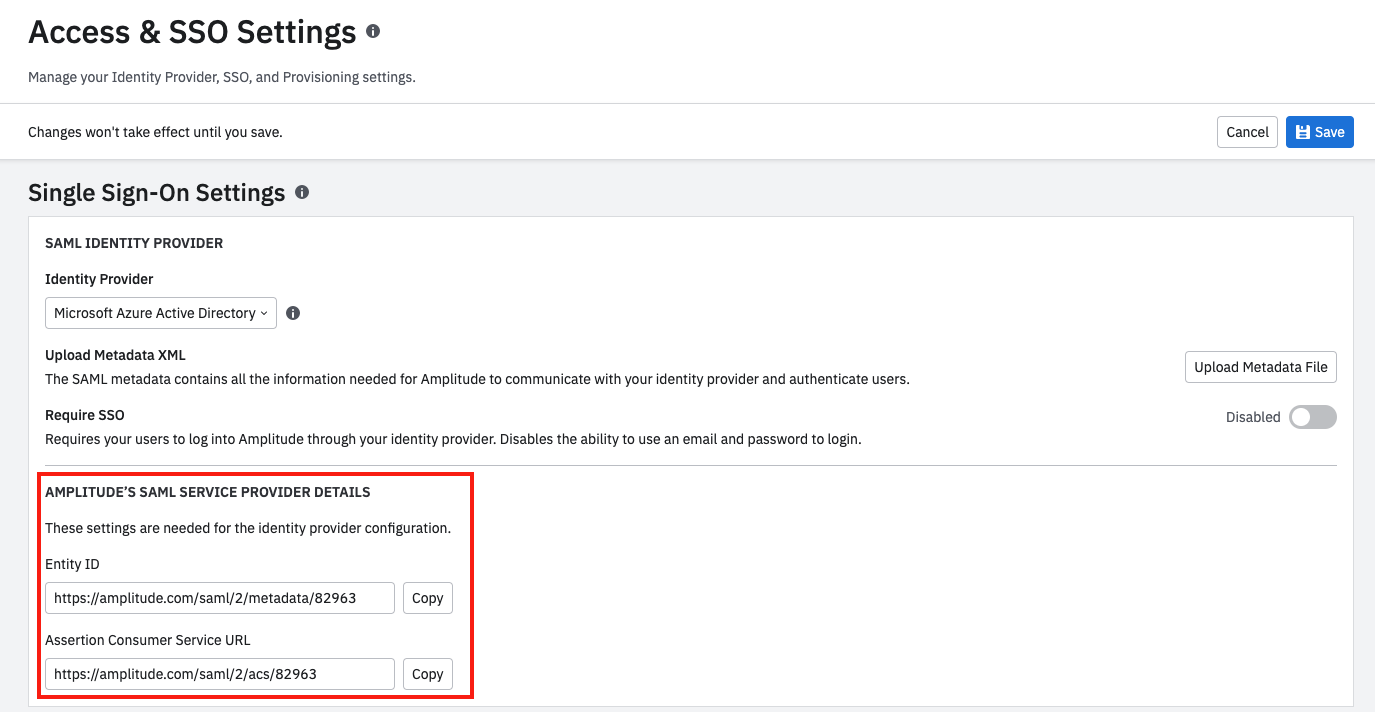 Access & SSO Settings
Manage your Identity Provider, SSO, and Provisioning settings.
Changes won't take effect until you save.
Cancel
Save
Single Sign-On Settings
SAML IDENTITY PROVIDER
Identity Provider
Microsoft Azure Active Directory
Upload Metadata XML
The SAML metadata contains all the information needed for Amplitude to communicate with your identity provider and authenticate users.
Upload Metadata File
Require SSO
Requires your users to log into Amplitude through your identity provider. Disables the ability to use an email and password to login.
Disabled
AMPLITUDE’S SAML SERVICE PROVIDER DETAILS
These settings are needed for the identity provider configuration.
Entity ID
https://amplitude.com/saml/2/metadata/82963
Copy
Assertion Consumer Service URL
https://amplitude.com/saml/2/acs/82963
Copy